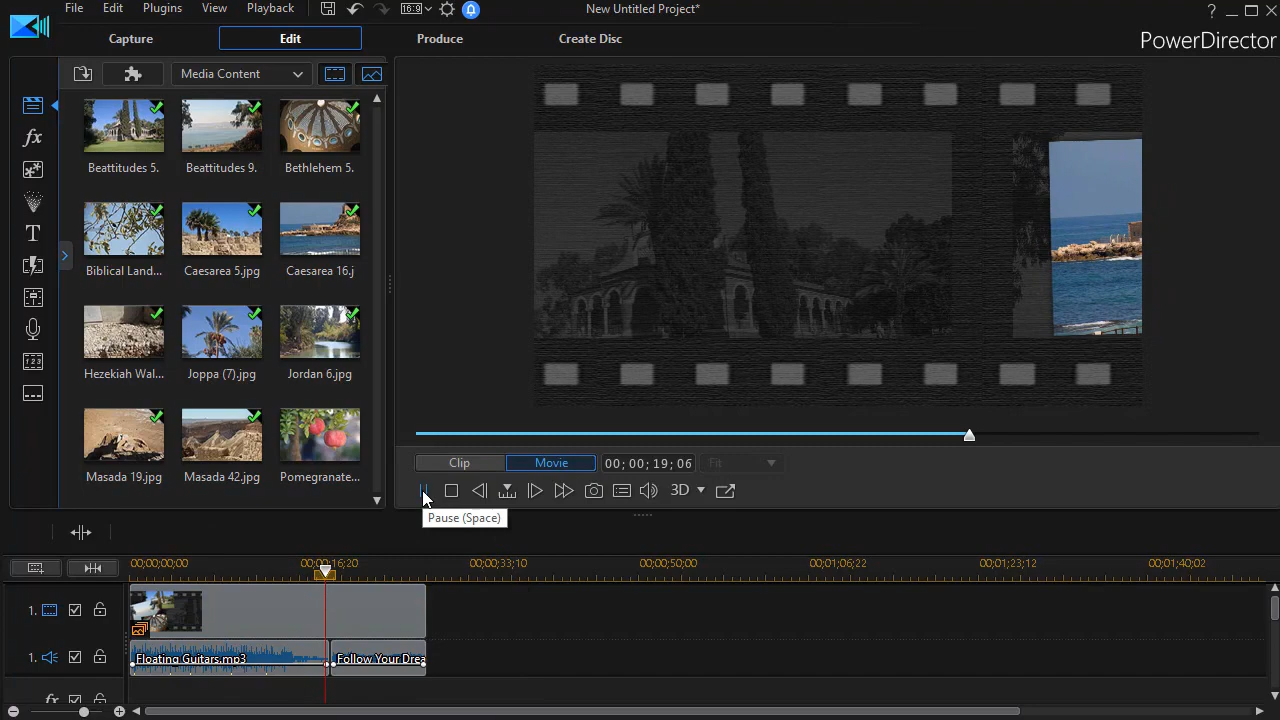 File Edit Plugins View Playback 16:9 New Untitled Project* ?
Capture Edit Produce Create Disc PowerDirector
Media Content
Beattitudes 5. Beattitudes 9. Bethlehem 5.
Biblical Land... Caesarea 5.jpg Caesarea 16.j
Hezekiah Wal... Joppa (7).jpg Jordan 6.jpg
Masada 19.jpg Masada 42.jpg Pomegranate...
fx
T
Clip Movie 00; 00; 19; 06 Fit
3D
Pause (Space)
00;00;00;00 00;00;16;20 00;00;33;10 00;00;50;00 00;01;06;22 00;01;23;12 00;01;40;02
1.
1. Floating Guitars.mp3 Follow Your Drea
fx